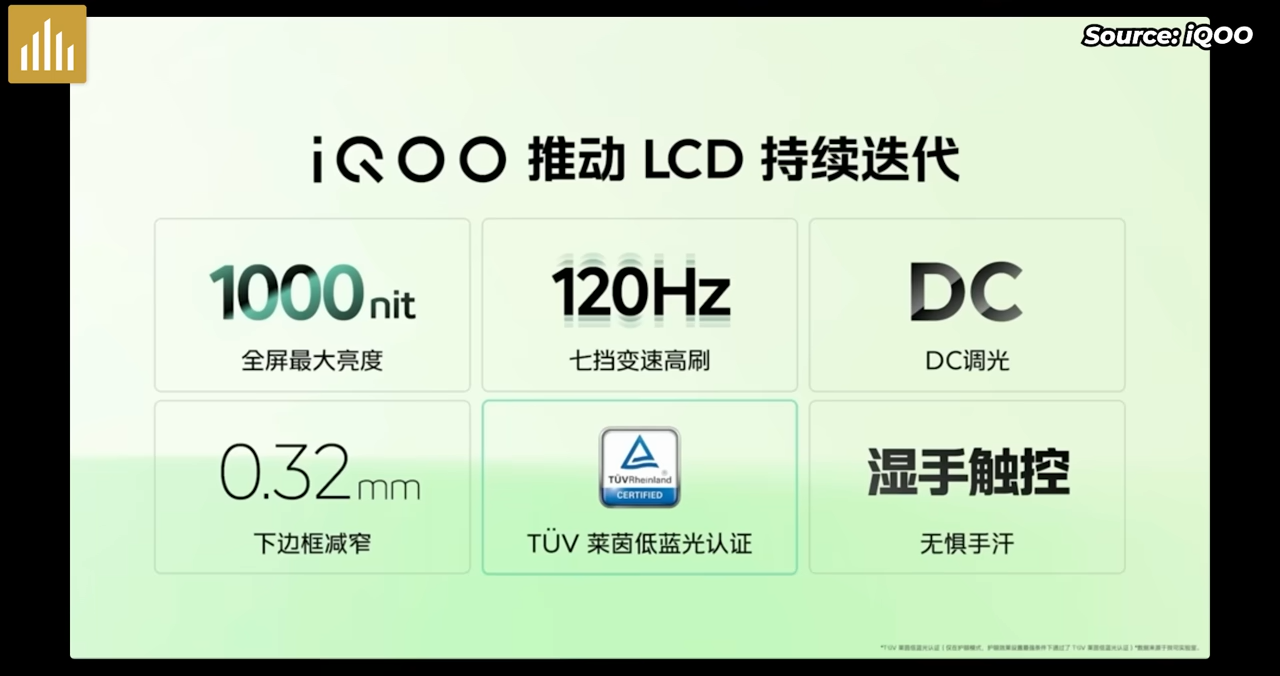 Source: iQOO
iQOO 推动 LCD 持续迭代
1000nit
全屏最大亮度
120Hz
七挡变速高刷
DC
DC调光
0.32mm
下边框减窄
TÜVRheinland
CERTIFIED
TÜV 莱茵低蓝光认证
湿手触控
无惧手汗